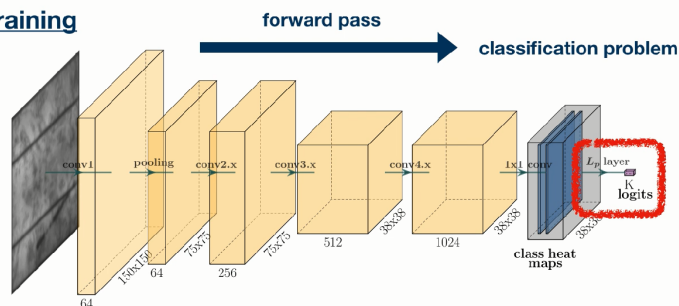 raining
forward pass
classification problem
conv1
pooling
conv2.x
conv3.x
conv4.x
1x1 conv
Lp layer
K
logits
150x150
75x75
75x75
38x38
38x38
38x38
64
64
256
512
1024
class heat
maps